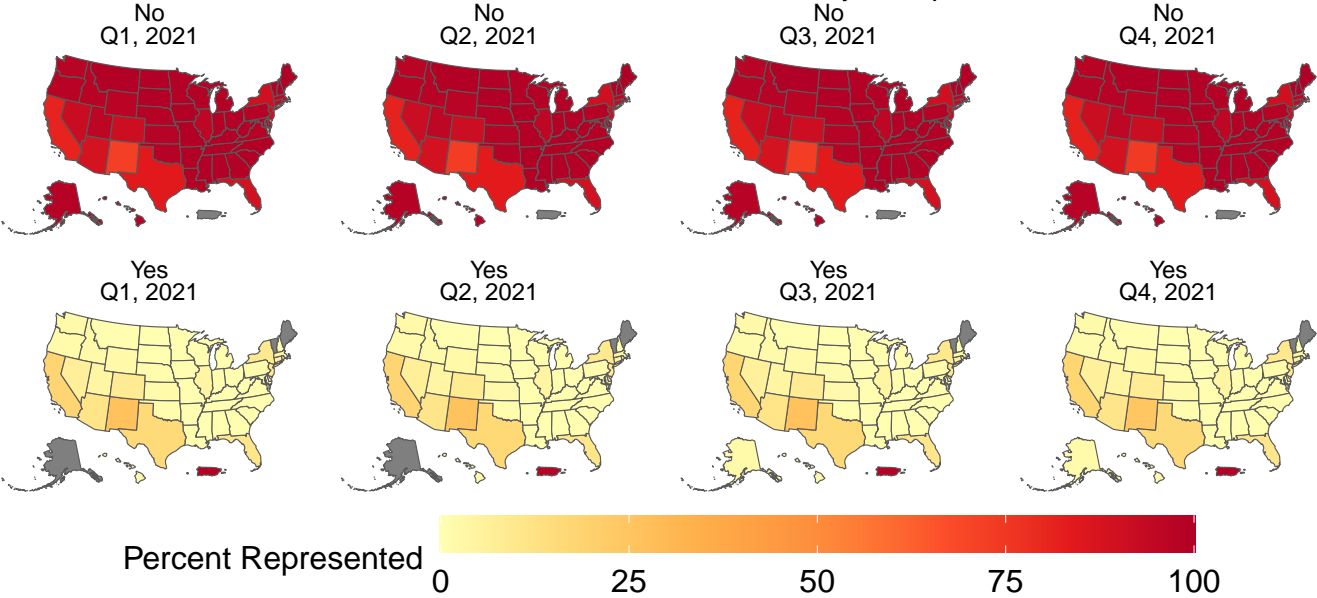 No No No No
Q1, 2021 Q2, 2021 Q3, 2021 Q4, 2021
Yes Yes Yes Yes
Q1, 2021 Q2, 2021 Q3, 2021 Q4, 2021
Percent Represented
0 25 50 75 100